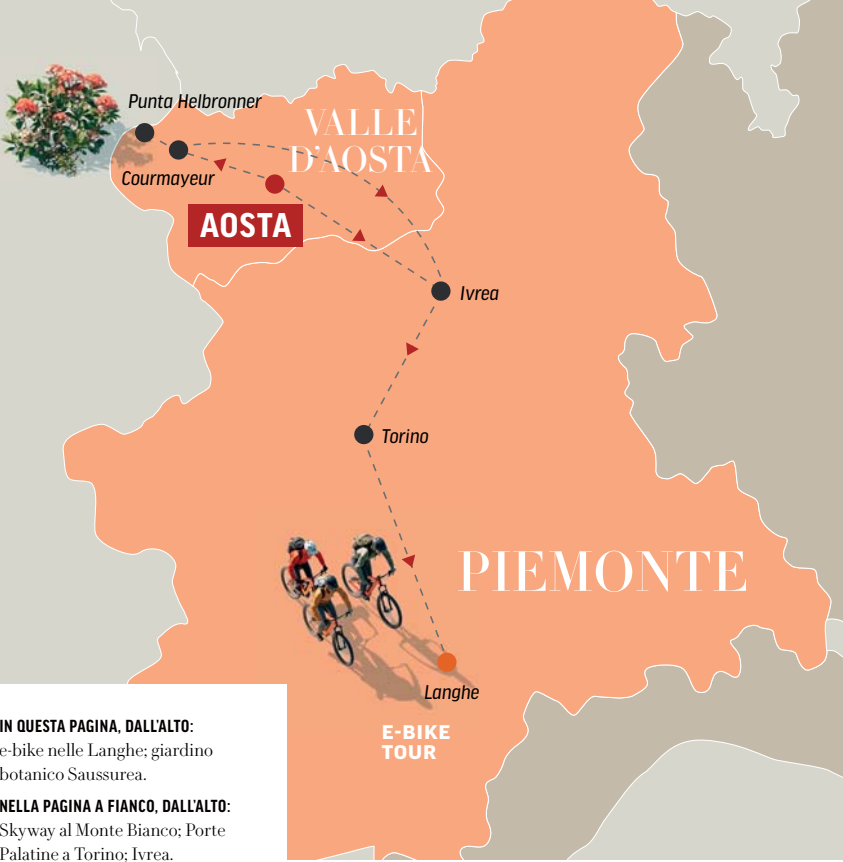 Punta Helbronner
VALLE
D'AOSTA
Courmayeur
AOSTA
Ivrea
Torino
PIEMONTE
Langhe
E-BIKE
TOUR
IN QUESTA PAGINA, DALL'ALTO:
e-bike nelle Langhe; giardino
botanico Saussurea.
NELLA PAGINA A FIANCO, DALL'ALTO:
Skyway al Monte Bianco; Porte
Palatine a Torino; Ivrea.